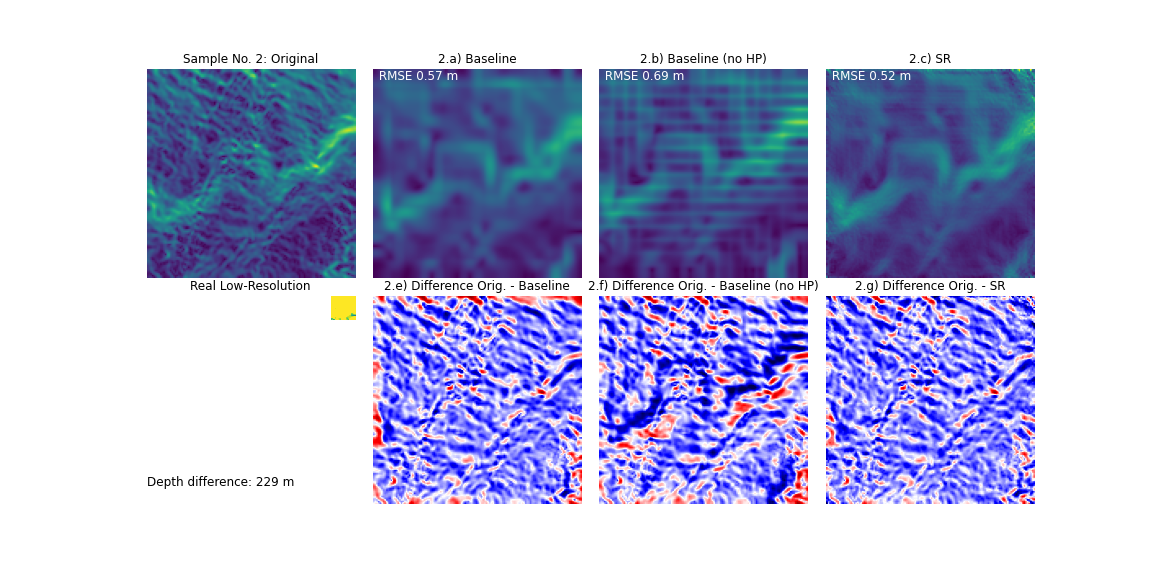 Sample No. 2: Original
2.a) Baseline
2.b) Baseline (no HP)
2.c) SR
RMSE 0.57 m
RMSE 0.69 m
RMSE 0.52 m
Real Low-Resolution
2.e) Difference Orig. - Baseline
2.f) Difference Orig. - Baseline (no HP)
2.g) Difference Orig. - SR
Depth difference: 229 m